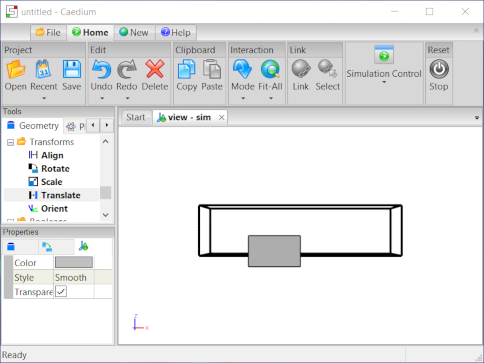 untitled - Caedium
File Home New Help
Project Edit Clipboard Interaction Link Reset
Open Recent Save Undo Redo Delete Copy Paste Mode Fit-All Link Select Simulation Control Stop
Tools
Geometry
Start view - sim
Transforms
Align
Rotate
Scale
Translate
Orient
Properties
Color
Style Smooth
Transpare
Z
X
Ready